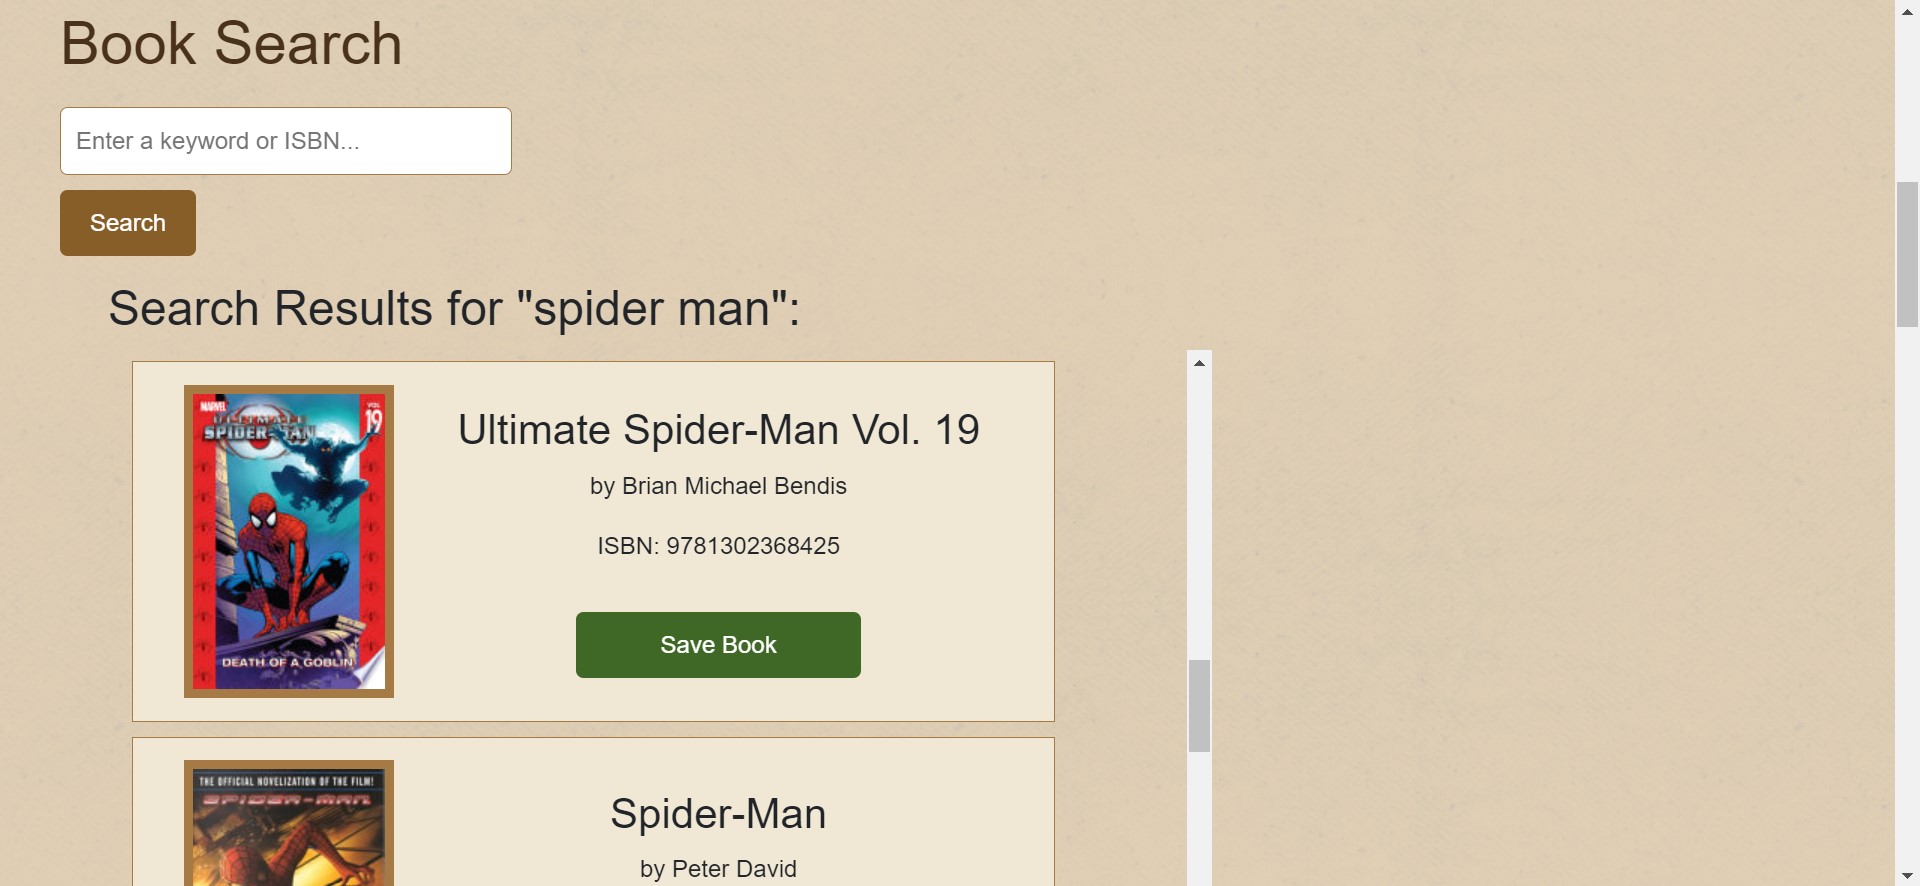 Book Search
Enter a keyword or ISBN...
Search
Search Results for "spider man":
MARVEL
VOL.
19
SPIDER-MAN
DEATH OF A GOBLIN
Ultimate Spider-Man Vol. 19
by Brian Michael Bendis
ISBN: 9781302368425
Save Book
THE OFFICIAL NOVELIZATION OF THE FILM!
SPIDER-MAN
Spider-Man
by Peter David